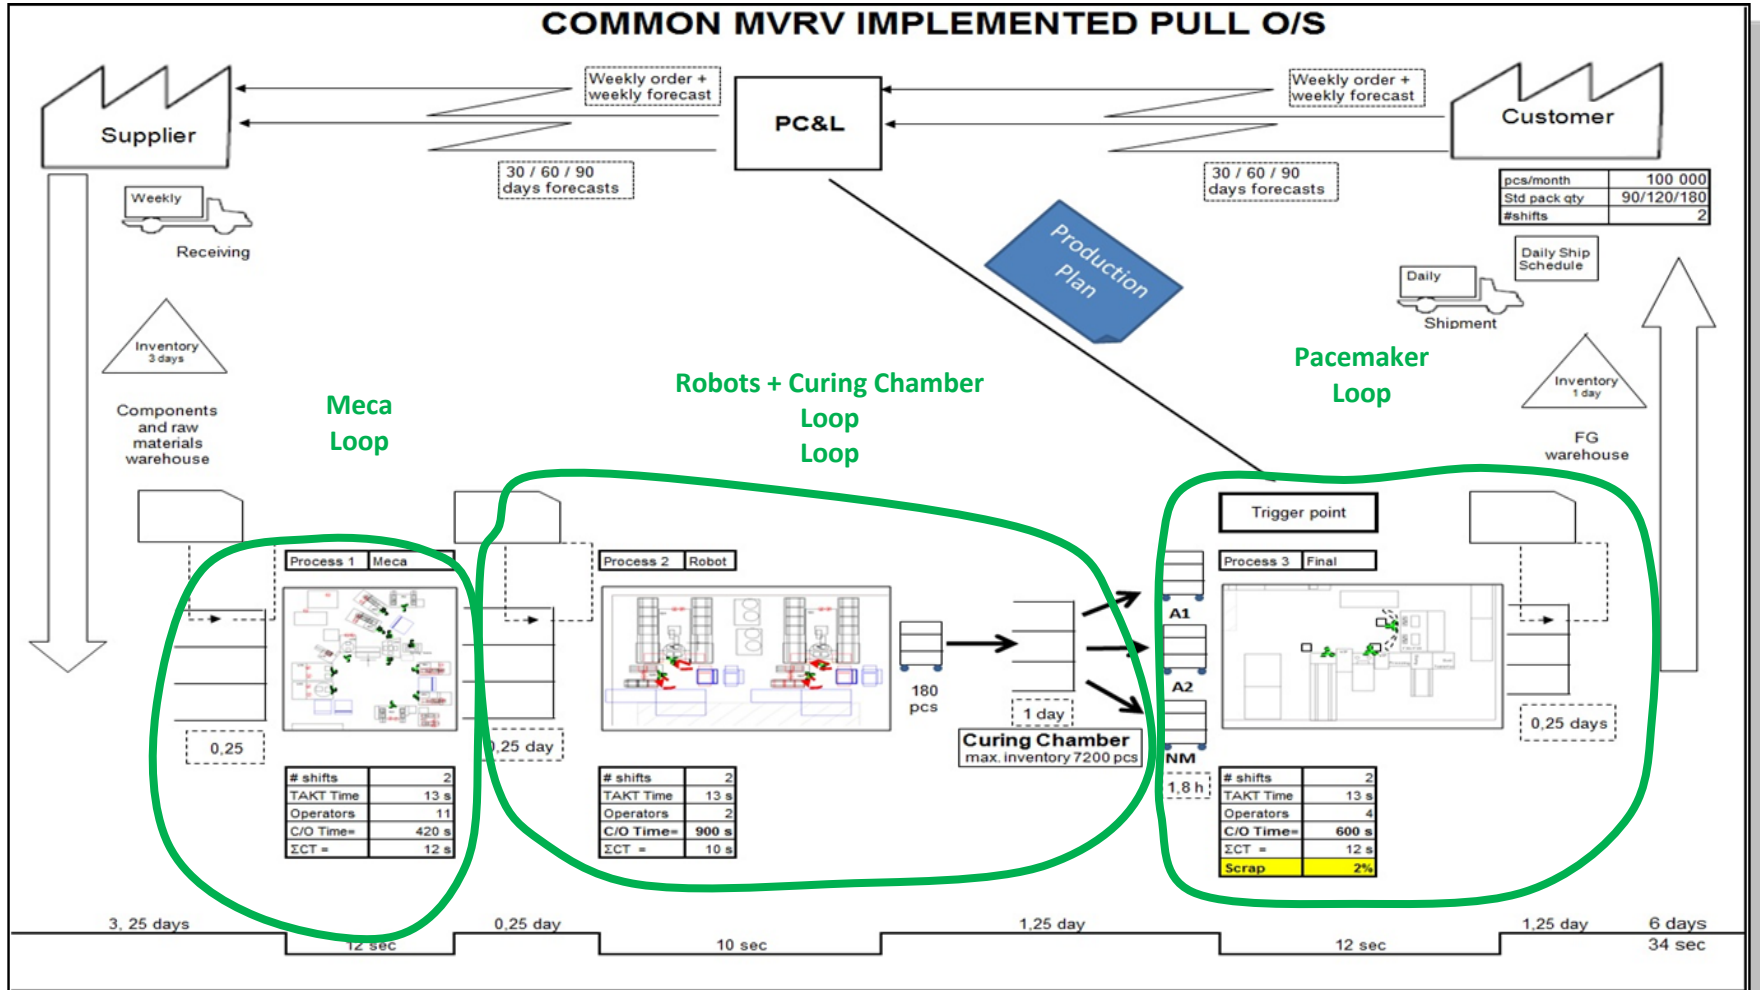 COMMON MVRV IMPLEMENTED PULL O/S
Supplier
Weekly order +
weekly forecast
30 / 60 / 90
days forecasts
PC&L
Weekly order +
weekly forecast
30 / 60 / 90
days forecasts
Customer
pcs/month 100 000
Std pack qty 90/120/180
#shifts 2
Weekly
Receiving
Production
Plan
Daily Ship
Schedule
Daily
Shipment
Inventory
3 days
Components
and raw
materials
warehouse
Meca
Loop
Robots + Curing Chamber
Loop
Loop
Pacemaker
Loop
Inventory
1 day
FG
warehouse
Trigger point
Process 1 Meca
Process 2 Robot
Process 3 Final
A1
A2
NM
180
pcs
0,25
0,25 day
1 day
Curing Chamber
max. inventory 7200 pcs
1,8 h
0,25 days
# shifts 2
TAKT Time 13 s
Operators 11
C/O Time= 420 s
ΣCT = 12 s
# shifts 2
TAKT Time 13 s
Operators 2
C/O Time= 900 s
ΣCT = 10 s
# shifts 2
TAKT Time 13 s
Operators 4
C/O Time= 600 s
ΣCT = 12 s
Scrap 2%
3, 25 days
0,25 day
1,25 day
1,25 day
6 days
12 sec
10 sec
12 sec
34 sec